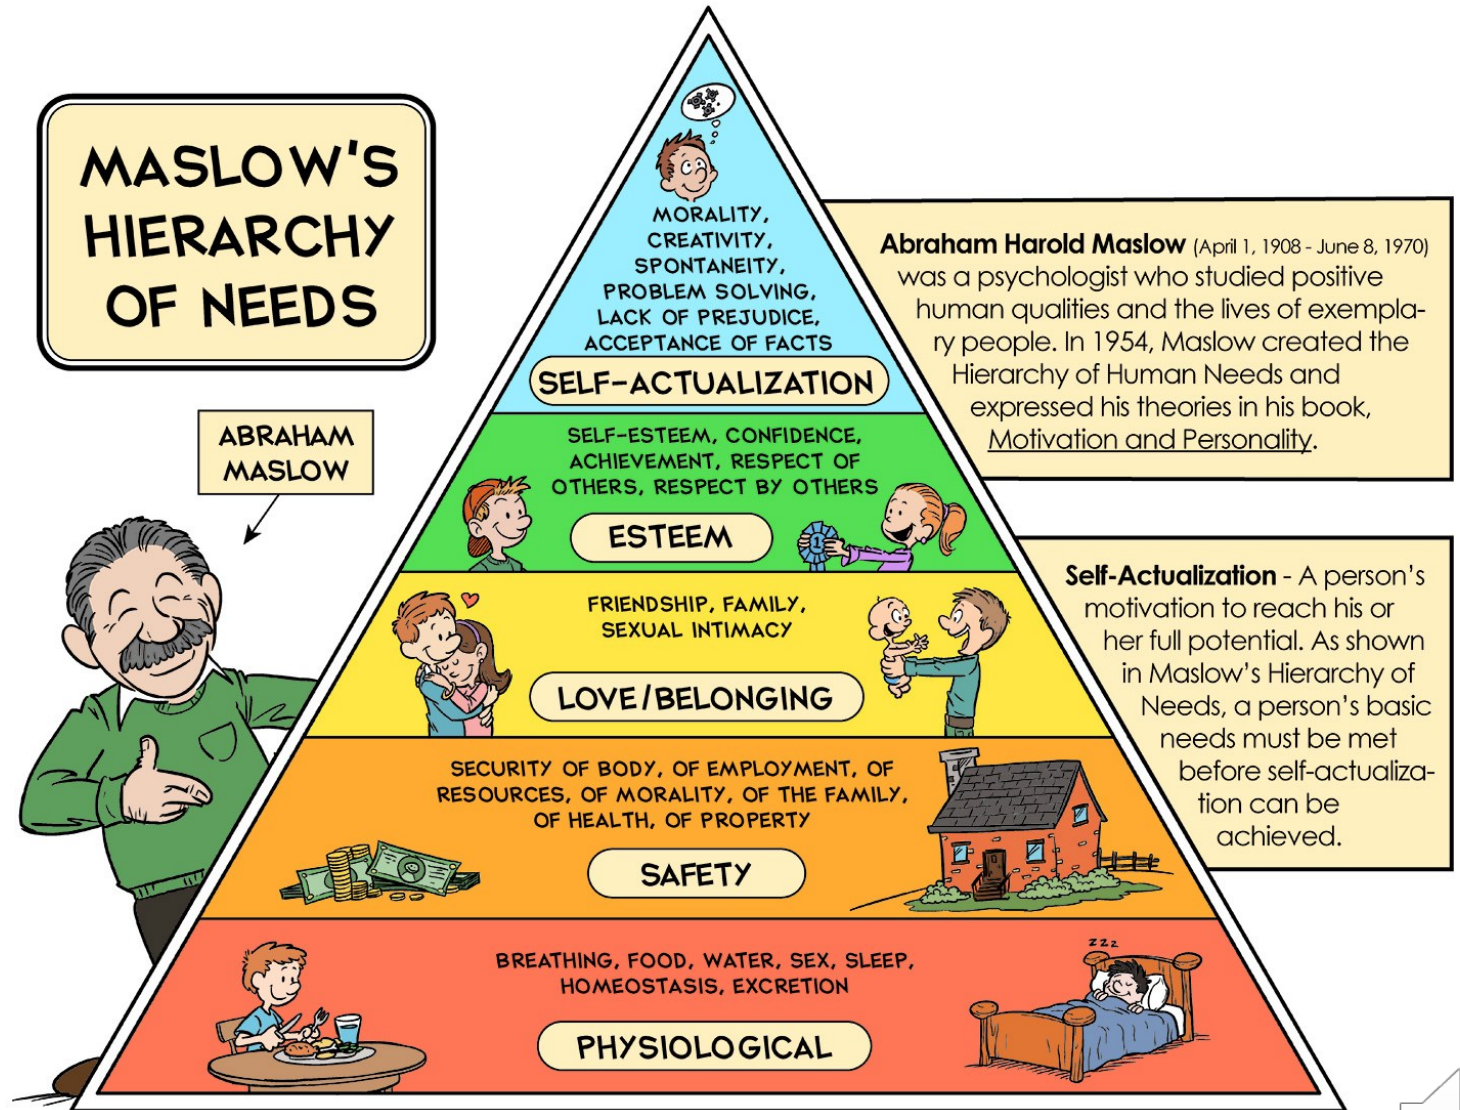 MASLOW'S
HIERARCHY
OF NEEDS
ABRAHAM
MASLOW
MORALITY,
CREATIVITY,
SPONTANEITY,
PROBLEM SOLVING,
LACK OF PREJUDICE,
ACCEPTANCE OF FACTS
SELF-ACTUALIZATION
SELF-ESTEEM, CONFIDENCE,
ACHIEVEMENT, RESPECT OF
OTHERS, RESPECT BY OTHERS
1
ESTEEM
FRIENDSHIP, FAMILY,
SEXUAL INTIMACY
LOVE/BELONGING
SECURITY OF BODY, OF EMPLOYMENT, OF
RESOURCES, OF MORALITY, OF THE FAMILY,
OF HEALTH, OF PROPERTY
SAFETY
BREATHING, FOOD, WATER, SEX, SLEEP,
HOMEOSTASIS, EXCRETION
zzz
PHYSIOLOGICAL
Abraham Harold Maslow (April 1, 1908 - June 8, 1970)
was a psychologist who studied positive
human qualities and the lives of exempla-
ry people. In 1954, Maslow created the
Hierarchy of Human Needs and
expressed his theories in his book,
Motivation and Personality.
Self-Actualization - A person's
motivation to reach his or
her full potential. As shown
in Maslow's Hierarchy of
Needs, a person's basic
needs must be met
before self-actualiza-
tion can be
achieved.